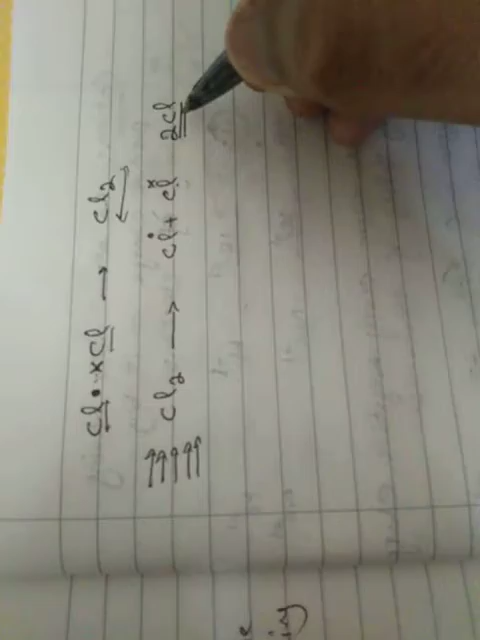 Cl • × Cl → Cl₂
↑↑↑↑↑ Cl₂ → Cl• + Cl× 2Cl